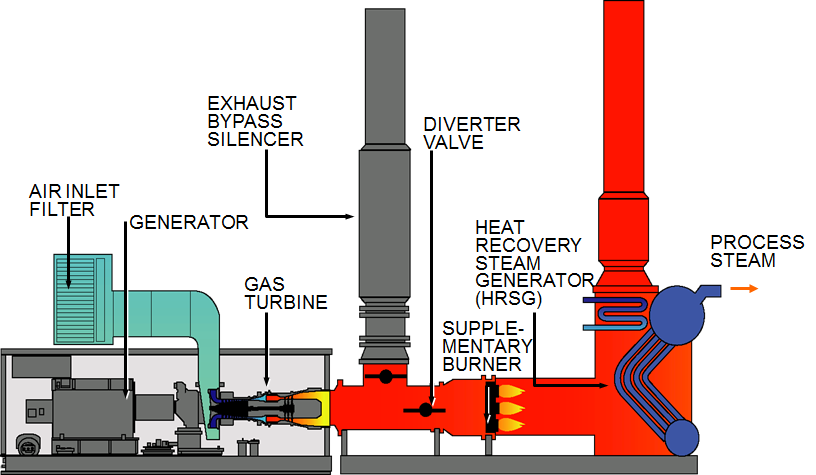 EXHAUST
BYPASS
SILENCER
DIVERTER
VALVE
AIR INLET
FILTER
GENERATOR
GAS
TURBINE
HEAT
RECOVERY
STEAM
GENERATOR
(HRSG)
PROCESS
STEAM
SUPPLE-
MENTARY
BURNER